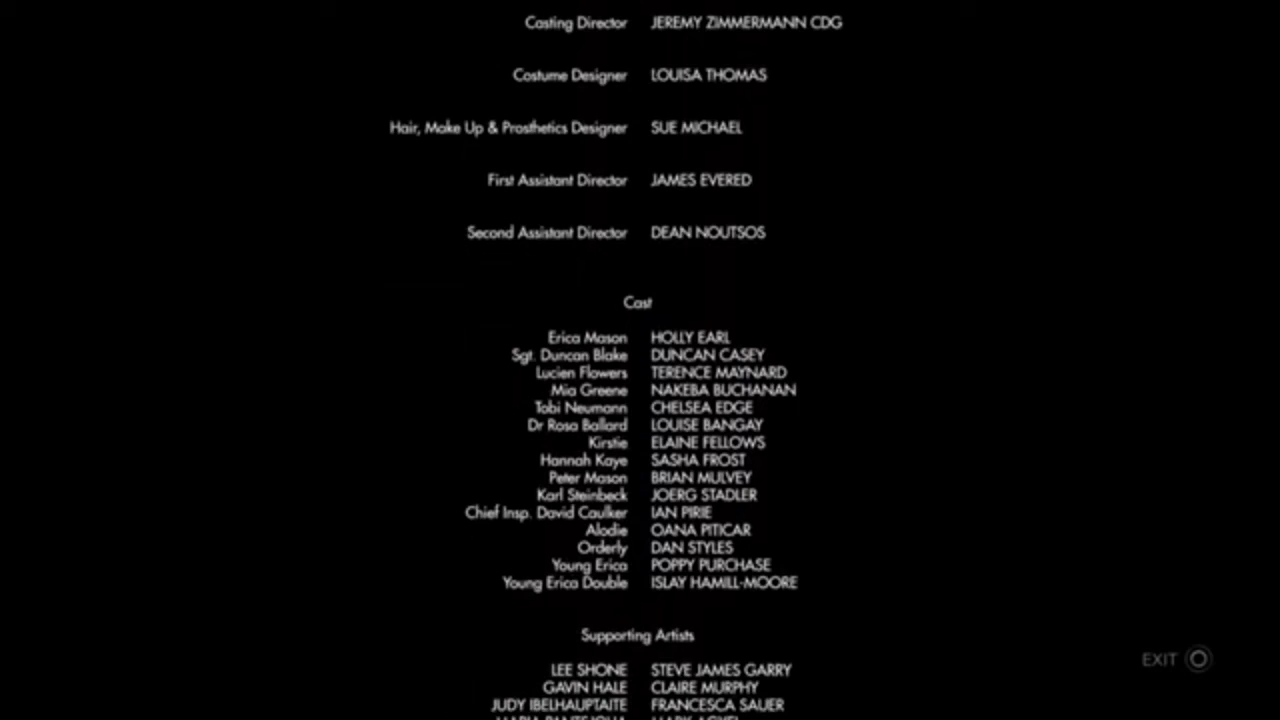 Casting Director JEREMY ZIMMERMANN CDG
Costume Designer LOUISA THOMAS
Hair, Make Up & Prosthetics Designer SUE MICHAEL
First Assistant Director JAMES EVERED
Second Assistant Director DEAN NOUTSOS
Cast
Erica Mason HOLLY EARL
Sgt. Duncan Blake DUNCAN CASEY
Lucien Flowers TERENCE MAYNARD
Mia Greene NAKEBA BUCHANAN
Tobi Neumann CHELSEA EDGE
Dr Rosa Ballard LOUISE BANGAY
Kirstie ELAINE FELLOWS
Hannah Kaye SASHA FROST
Peter Mason BRIAN MULVEY
Karl Steinbeck JOERG STADLER
Chief Insp. David Caulker IAN PIRIE
Alodie OANA PITICAR
Orderly DAN STYLES
Young Erica POPPY PURCHASE
Young Erica Double ISLAY HAMILL-MOORE
Supporting Artists
EXIT
LEE SHONE STEVE JAMES GARRY
GAVIN HALE CLAIRE MURPHY
JUDY IBELHAUPTAITE FRANCESCA SAUER